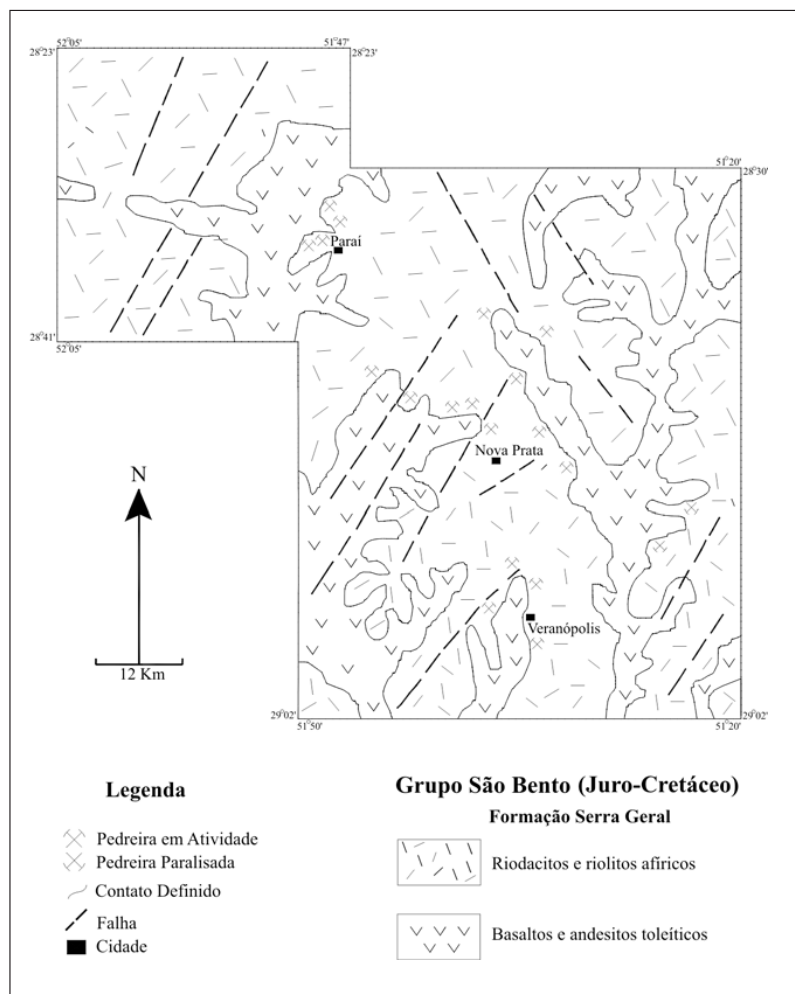 52°05' 51°47'
28°23' 28°23'
51°20'
28°30'
Paraí
28°41'
52°05'
Nova Prata
N
Veranópolis
12 Km
29°02' 29°02'
51°50' 51°20'
Legenda
Pedreira em Atividade
Pedreira Paralisada
Contato Definido
Falha
Cidade
Grupo São Bento (Juro-Cretáceo)
Formação Serra Geral
Riodacitos e riolitos afíricos
Basaltos e andesitos toleíticos